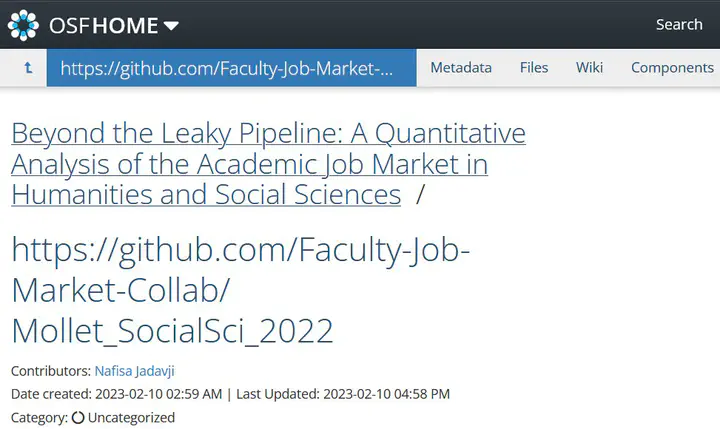 OSFHOME Search
https://github.com/Faculty-Job-Market-... Metadata Files Wiki Components
Beyond the Leaky Pipeline: A Quantitative
Analysis of the Academic Job Market in
Humanities and Social Sciences /
https://github.com/Faculty-Job-
Market-Collab/
Mollet_SocialSci_2022
Contributors: Nafisa Jadavji
Date created: 2023-02-10 02:59 AM | Last Updated: 2023-02-10 04:58 PM
Category: Uncategorized